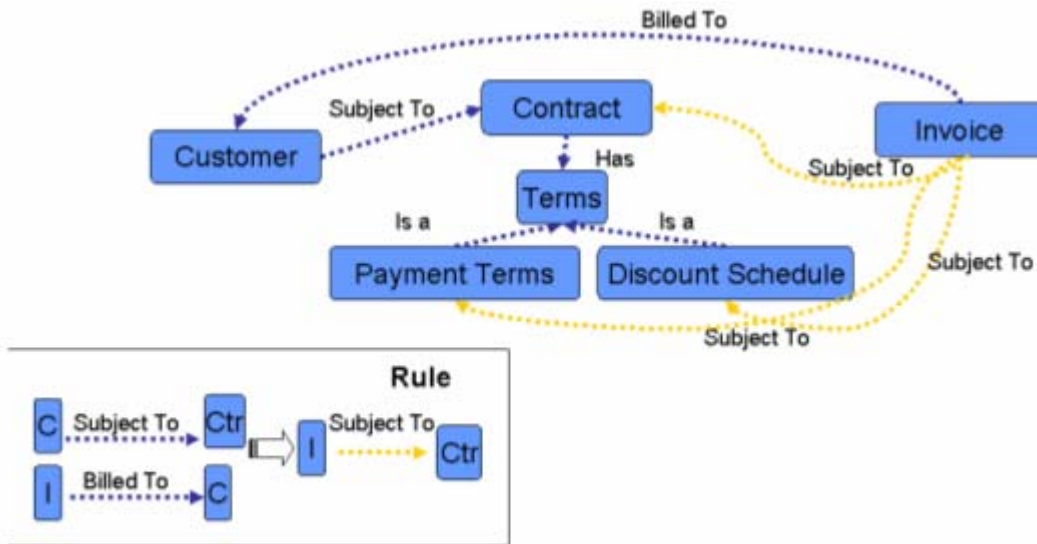 Billed To
Subject To
Contract
Invoice
Customer
Subject To
Has
Terms
Is a
Is a
Payment Terms
Discount Schedule
Subject To
Subject To
Rule
C
Subject To
Ctr
I
Subject To
Ctr
I
Billed To
C